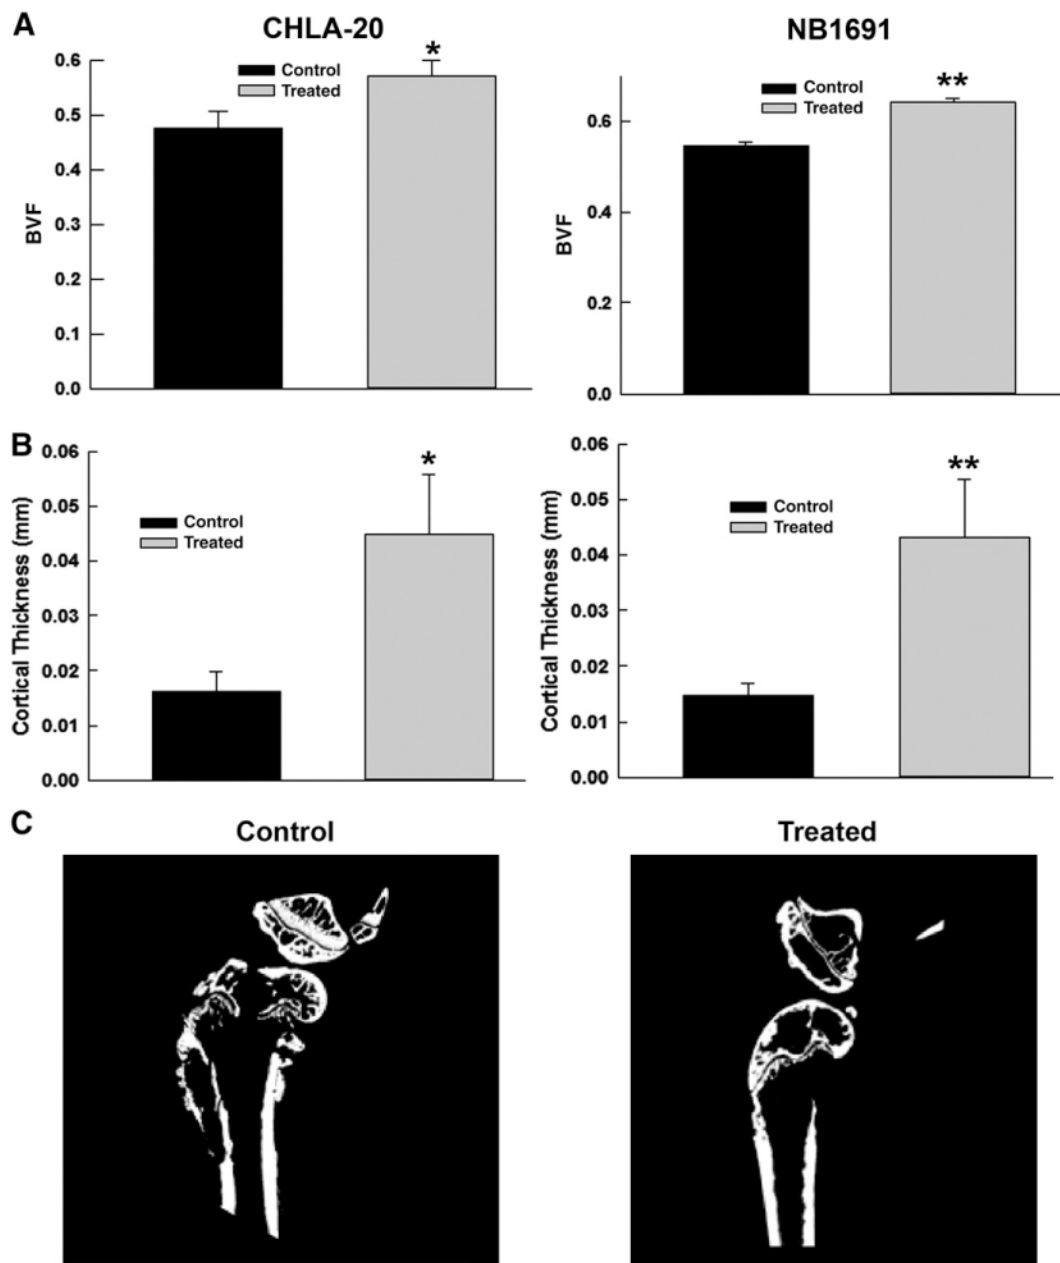 A
CHLA-20
NB1691
*
**
Control
Treated
Control
Treated
0.6
0.5
0.4
0.3
0.2
0.1
0.0
BVF
0.6
0.4
0.2
0.0
BVF
B
*
**
Control
Treated
Control
Treated
0.06
0.05
0.04
0.03
0.02
0.01
0.00
Cortical Thickness (mm)
0.06
0.05
0.04
0.03
0.02
0.01
0.00
Cortical Thickness (mm)
C
Control
Treated